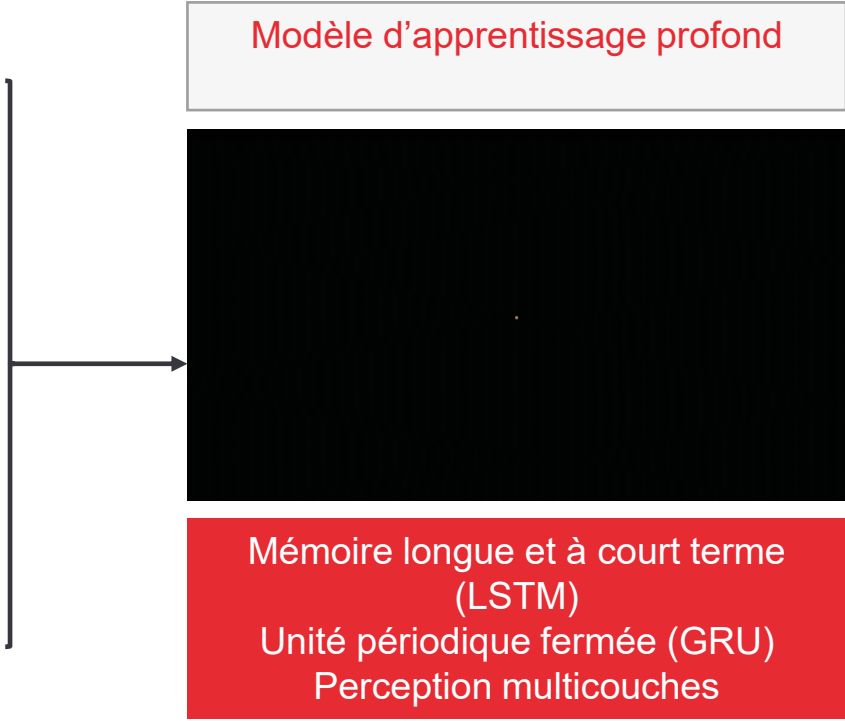 Modèle d'apprentissage profond
Mémoire longue et à court terme
(LSTM)
Unité périodique fermée (GRU)
Perception multicouches